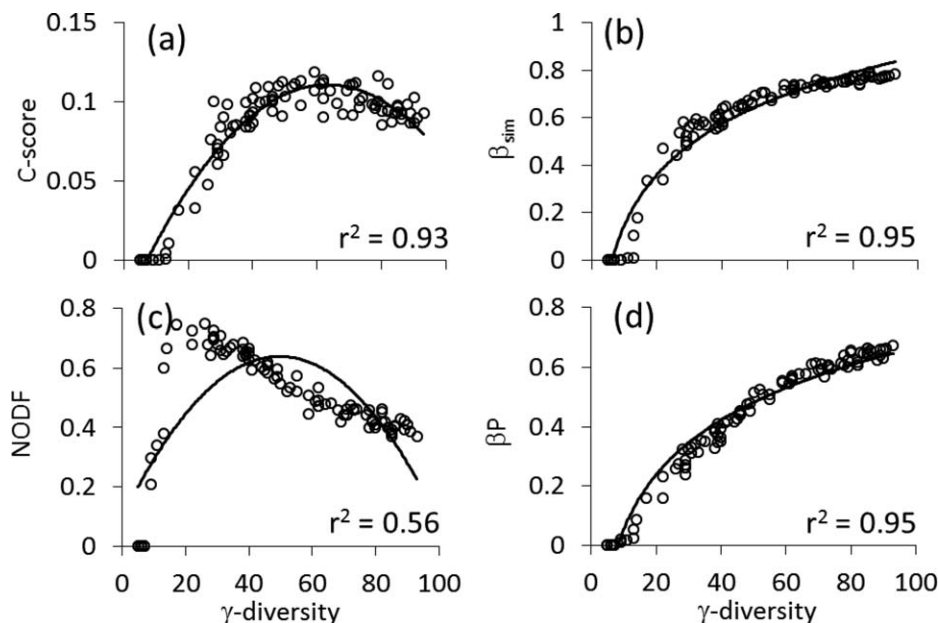 0.15
0.1
0.05
0
C-score
(a)
r² = 0.93
1
0.8
0.6
0.4
0.2
0
βsim
(b)
r² = 0.95
0.8
0.6
0.4
0.2
0
NODF
(c)
r² = 0.56
0 20 40 60 80 100
γ-diversity
0.8
0.6
0.4
0.2
0
βP
(d)
r² = 0.95
0 20 40 60 80 100
γ-diversity